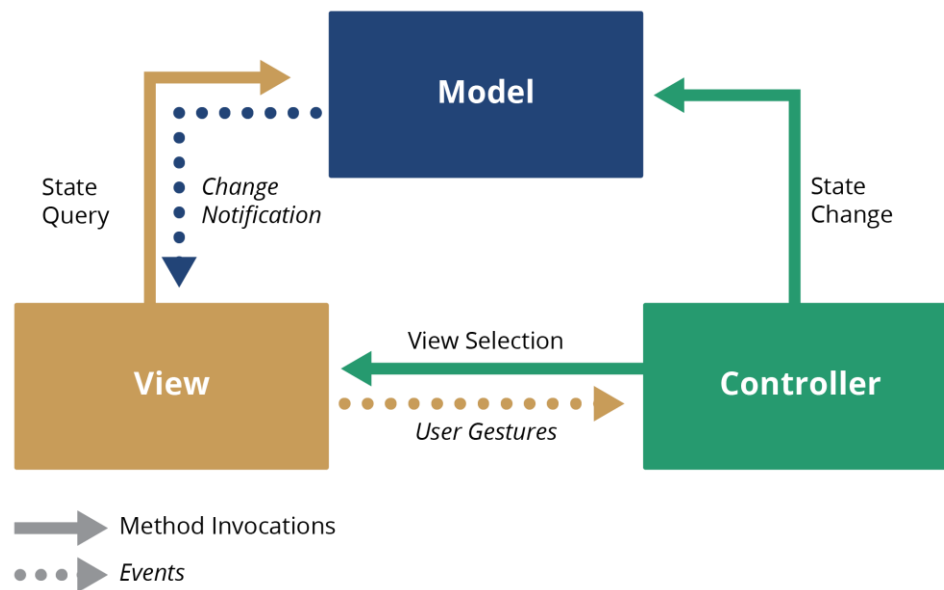 Model
State
Query
Change
Notification
State
Change
View Selection
View
Controller
User Gestures
Method Invocations
Events